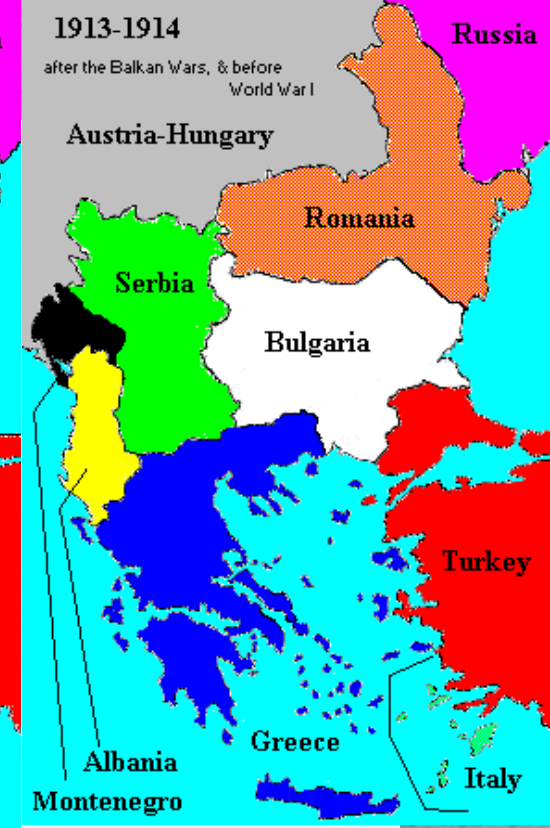 1913-1914
Russia
after the Balkan Wars, & before
World War I
Austria-Hungary
Romania
Serbia
Bulgaria
Turkey
Greece
Albania
Italy
Montenegro